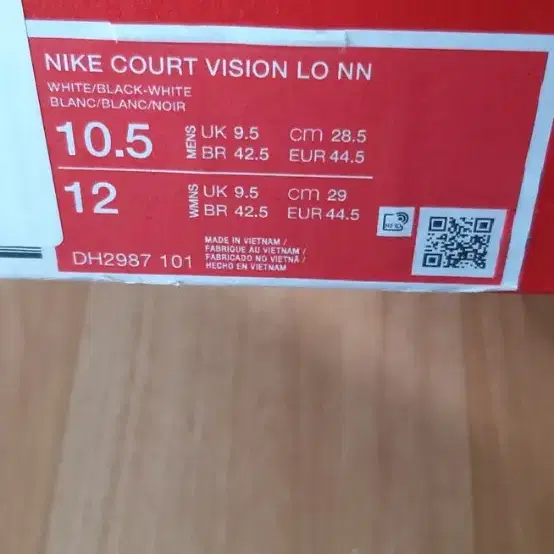 NIKE COURT VISION LO NN
WHITE/BLACK-WHITE
BLANC/BLANC/NOIR
10.5 MENS UK 9.5 cm 28.5
BR 42.5 EUR 44.5
12 WMNS UK 9.5 cm 29
BR 42.5 EUR 44.5
MADE IN VIETNAM /
FABRIQUE AU VIETNAM /
FABRICADO NO VIETNÃ /
HECHO EN VIETNAM
DH2987 101